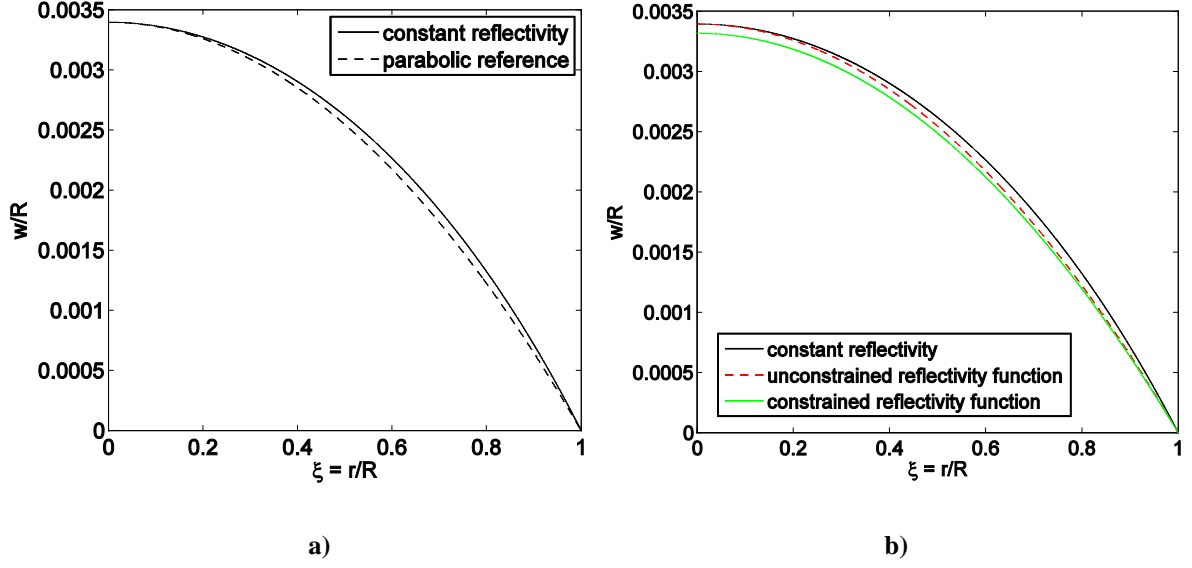 0.0035
0.003
0.0025
0.002
0.0015
0.001
0.0005
0
w/R
constant reflectivity
parabolic reference
0 0.2 0.4 0.6 0.8 1
ξ = r/R
a)
0.0035
0.003
0.0025
0.002
0.0015
0.001
0.0005
0
w/R
constant reflectivity
unconstrained reflectivity function
constrained reflectivity function
0 0.2 0.4 0.6 0.8 1
ξ = r/R
b)